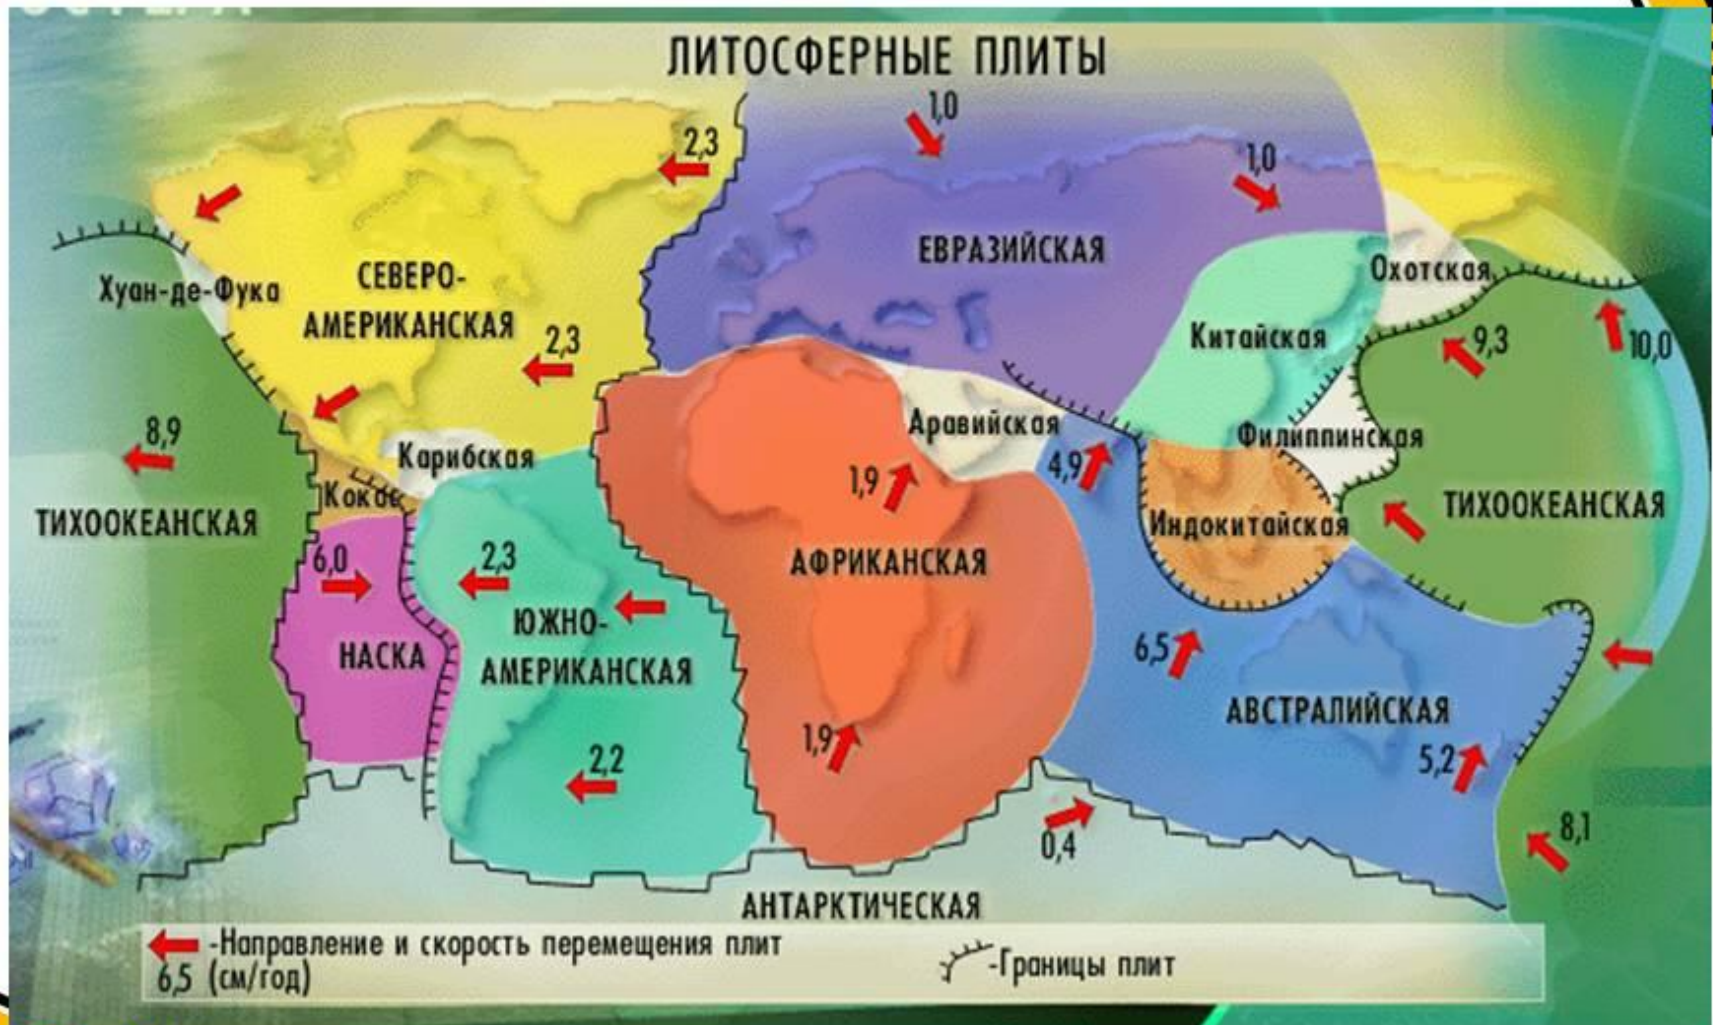 ЛИТОСФЕРНЫЕ ПЛИТЫ
1,0
2,3
1,0
ЕВРАЗИЙСКАЯ
Хуан-де-Фука
СЕВЕРО-
АМЕРИКАНСКАЯ
2,3
Охотская
Китайская
9,3
10,0
8,9
Карибская
Аравийская
Филиппинская
4,9
1,9
Кокос
ТИХООКЕАНСКАЯ
ТИХООКЕАНСКАЯ
Индокитайская
6,0
2,3
АФРИКАНСКАЯ
НАСКА
ЮЖНО-
АМЕРИКАНСКАЯ
6,5
АВСТРАЛИЙСКАЯ
1,9
2,2
5,2
0,4
8,1
АНТАРКТИЧЕСКАЯ
-Направление и скорость перемещения плит
6,5 (см/год)
-Границы плит